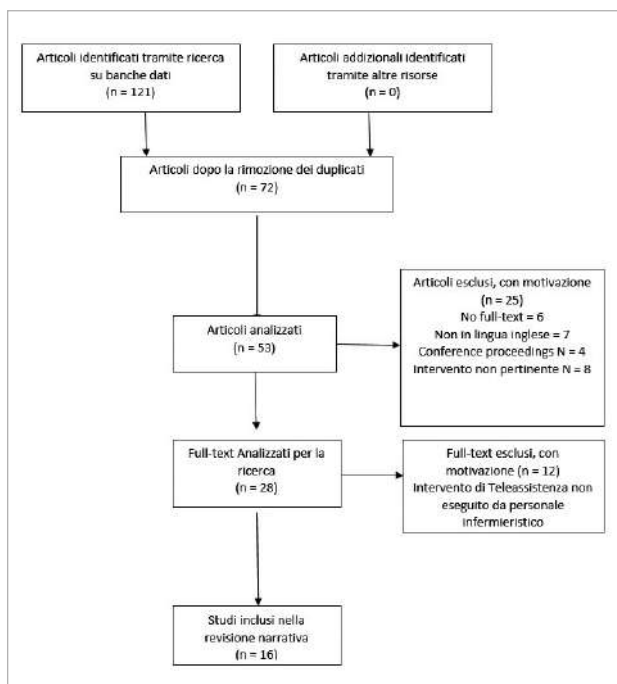 Articoli identificati tramite ricerca
su banche dati
(n = 121)
Articoli addizionali identificati
tramite altre risorse
(n = 0)
Articoli dopo la rimozione dei duplicati
(n = 72)
Articoli analizzati
(n = 53)
Articoli esclusi, con motivazione
(n = 25)
No full-text = 6
Non in lingua inglese = 7
Conference proceedings N = 4
Intervento non pertinente N = 8
Full-text Analizzati per la
ricerca
(n = 28)
Full-text esclusi, con
motivazione (n = 12)
Intervento di Teleassistenza non
eseguito da personale
infermieristico
Studi inclusi nella
revisione narrativa
(n = 16)